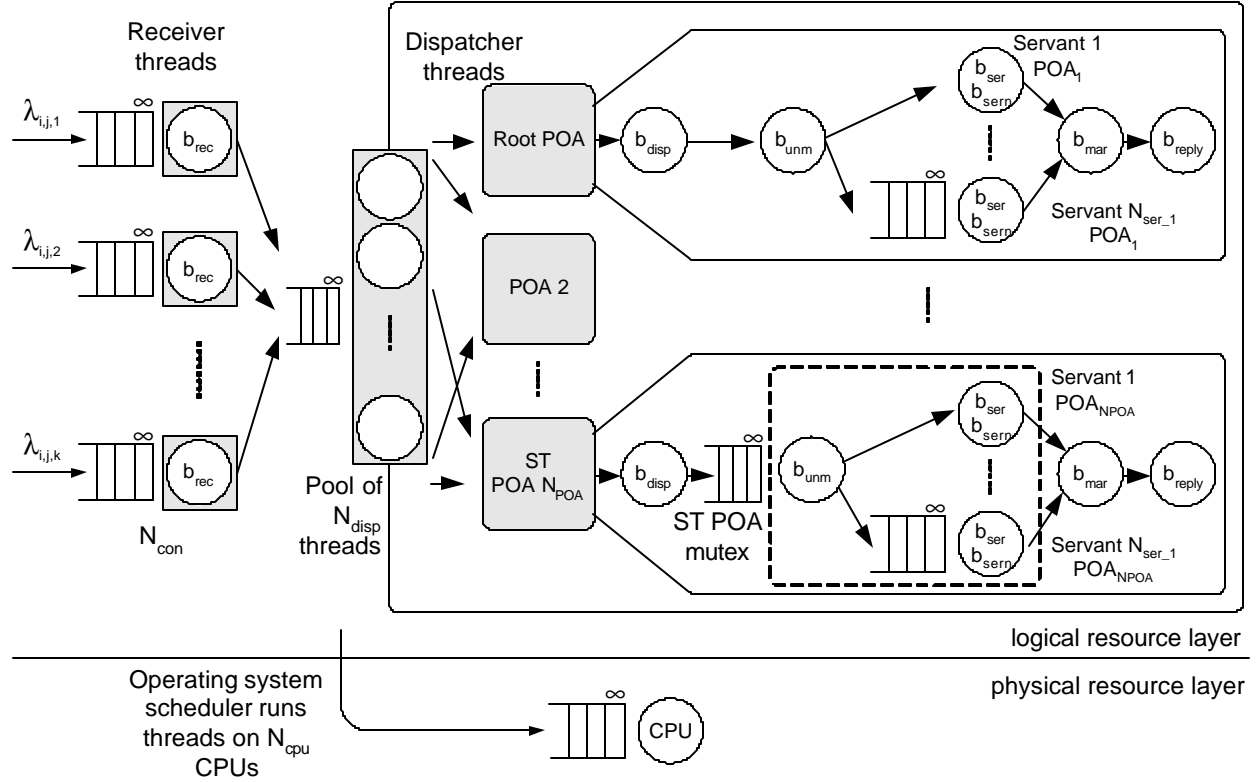 Receiver
threads
λi,j,1
∞
brec
λi,j,2
∞
brec
λi,j,k
∞
brec
Ncon
∞
Pool of
Ndisp
threads
Dispatcher
threads
Root POA
POA 2
ST
POA NPOA
bdisp
bunm
Servant 1
POA1
bser
bsern
∞
bser
bsern
Servant Nser_1
POA1
bmar
breply
bdisp
∞
ST POA
mutex
bunm
Servant 1
POANPOA
bser
bsern
∞
bser
bsern
Servant Nser_1
POANPOA
bmar
breply
logical resource layer
physical resource layer
Operating system
scheduler runs
threads on Ncpu
CPUs
∞
CPU